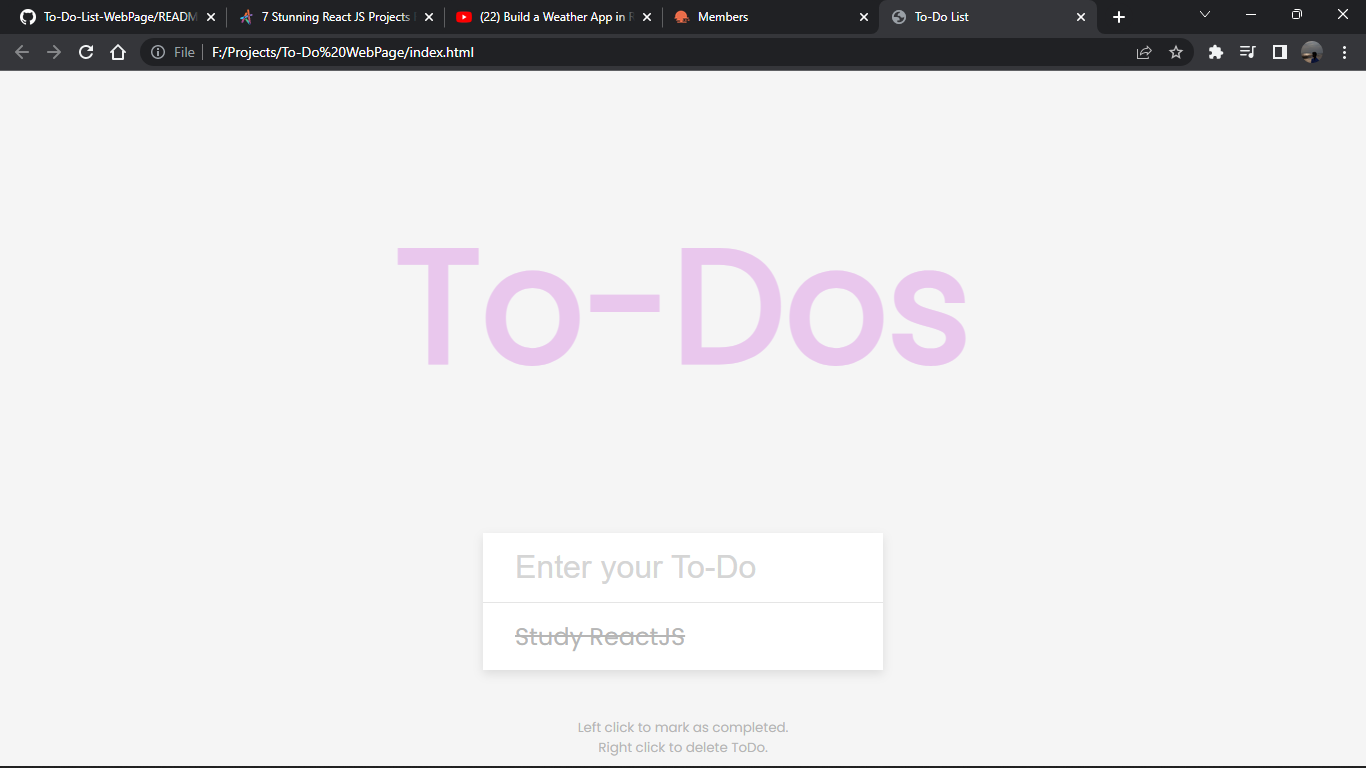 To-Do-List-WebPage/READM
7 Stunning React JS Projects
(22) Build a Weather App in R
Members
To-Do List
File
F:/Projects/To-Do%20WebPage/index.html
To-Dos
Enter your To-Do
Study ReactJS
Left click to mark as completed.
Right click to delete ToDo.